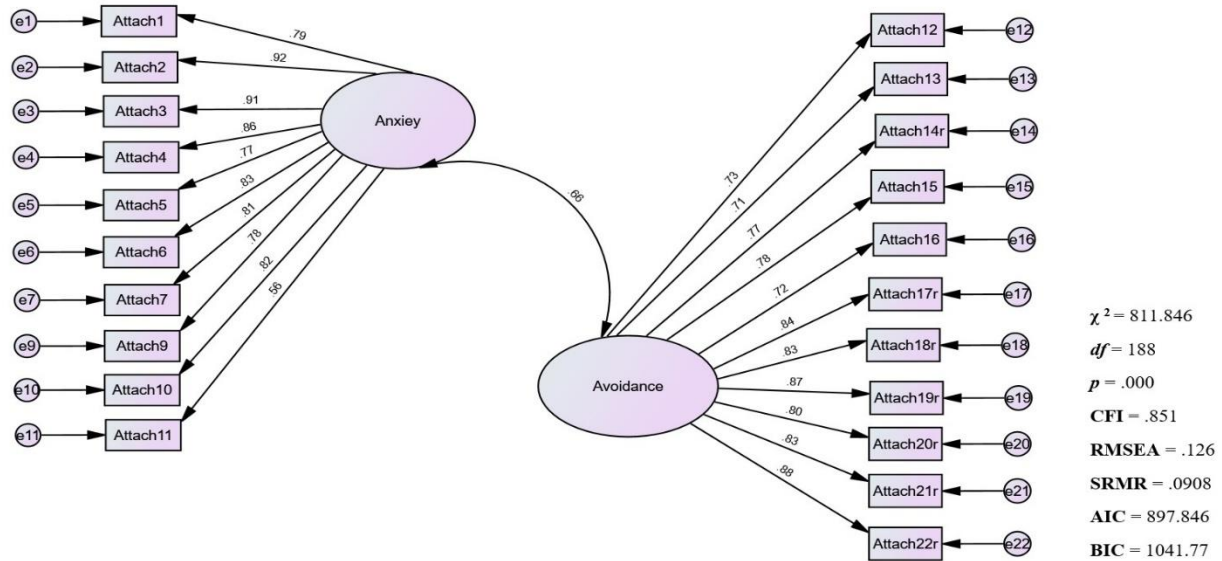 e1 Attach1
e2 Attach2
e3 Attach3
e4 Attach4
e5 Attach5
e6 Attach6
e7 Attach7
e9 Attach9
e10 Attach10
e11 Attach11
.79
.92
.91
.86
.77
.83
.81
.78
.82
.56
Anxiey
.66
Avoidance
.73
.71
.77
.78
.72
.84
.83
.87
.80
.83
.88
Attach12 e12
Attach13 e13
Attach14r e14
Attach15 e15
Attach16 e16
Attach17r e17
Attach18r e18
Attach19r e19
Attach20r e20
Attach21r e21
Attach22r e22
χ ² = 811.846
df = 188
p = .000
CFI = .851
RMSEA = .126
SRMR = .0908
AIC = 897.846
BIC = 1041.77